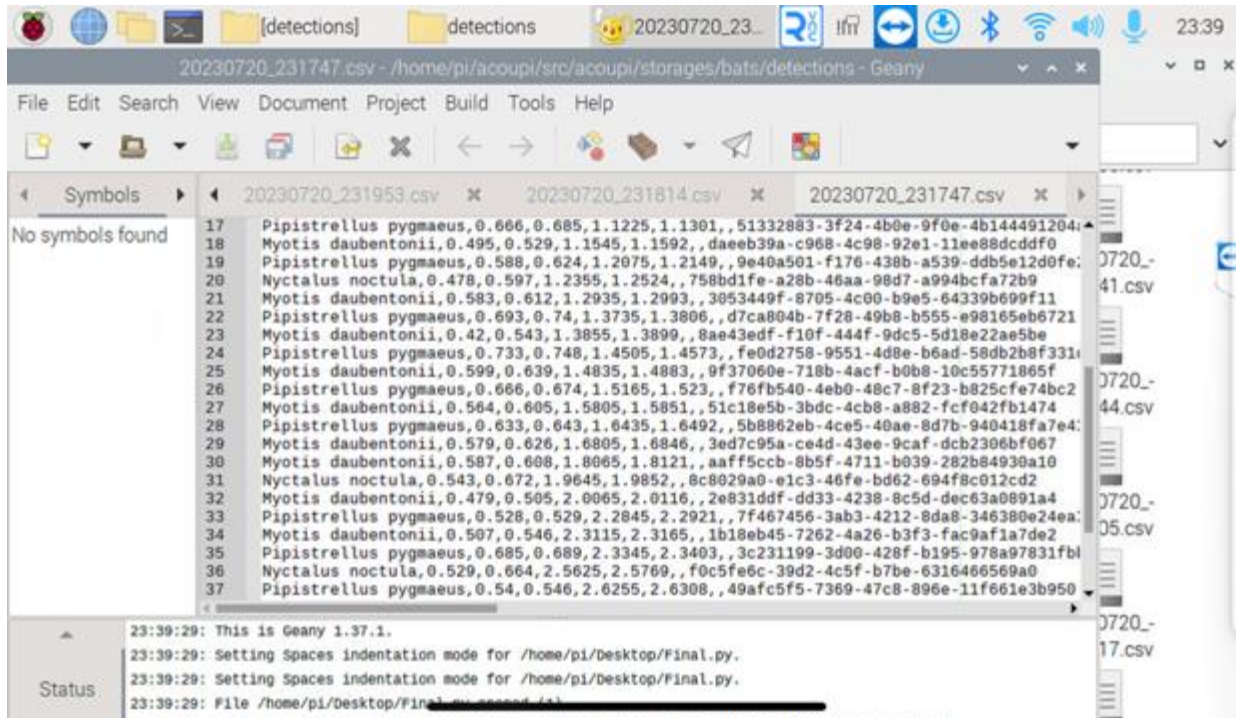 [detections]
detections
20230720_23...
23:39
20230720_231747.csv - /home/pi/acoupi/src/acoupi/storages/bats/detections - Geany
File Edit Search View Document Project Build Tools Help
Symbols
20230720_231953.csv
20230720_231814.csv
20230720_231747.csv
No symbols found
17 Pipistrellus pygmaeus,0.666,0.685,1.1225,1.1301,,51332883-3f24-4b0e-9f0e-4b144491204
18 Myotis daubentonii,0.495,0.529,1.1545,1.1592,,daeeb39a-c968-4c98-92e1-11ee88dcddf0
19 Pipistrellus pygmaeus,0.588,0.624,1.2075,1.2149,,9e40a501-f176-438b-a539-ddb5e12d0fe
20 Nyctalus noctula,0.478,0.597,1.2355,1.2524,,758bd1fe-a28b-46aa-98d7-a994bcfa72b9
21 Myotis daubentonii,0.583,0.612,1.2935,1.2993,,3053449f-8705-4c00-b9e5-64339b699f11
22 Pipistrellus pygmaeus,0.693,0.74,1.3735,1.3806,,d7ca804b-7f28-49b8-b555-e98165eb6721
23 Myotis daubentonii,0.42,0.543,1.3855,1.3899,,8ae43edf-f10f-444f-9dc5-5d18e22ae5be
24 Pipistrellus pygmaeus,0.733,0.748,1.4505,1.4573,,fe0d2758-9551-4d8e-b6ad-58db2b8f331
25 Myotis daubentonii,0.599,0.639,1.4835,1.4883,,9f37060e-718b-4acf-b0b8-10c55771865f
26 Pipistrellus pygmaeus,0.666,0.674,1.5165,1.523,,f76fb540-4eb0-48c7-8f23-b825cfe74bc2
27 Myotis daubentonii,0.564,0.605,1.5805,1.5851,,51c18e5b-3bdc-4cb8-a882-fcf042fb1474
28 Pipistrellus pygmaeus,0.633,0.643,1.6435,1.6492,,5b8862eb-4ce5-40ae-8d7b-940418fa7e4
29 Myotis daubentonii,0.579,0.626,1.6805,1.6846,,3ed7c95a-ce4d-43ee-9caf-dcb2306bf067
30 Myotis daubentonii,0.587,0.608,1.8065,1.8121,,aaff5ccb-8b5f-4711-b039-282b84930a10
31 Nyctalus noctula,0.543,0.672,1.9645,1.9852,,8c8029a0-e1c3-46fe-bd62-694f8c012cd2
32 Myotis daubentonii,0.479,0.505,2.0065,2.0116,,2e831ddf-dd33-4238-8c5d-dec63a0891a4
33 Pipistrellus pygmaeus,0.528,0.529,2.2845,2.2921,,7f467456-3ab3-4212-8da8-346380e24ea
34 Myotis daubentonii,0.507,0.546,2.3115,2.3165,,1b18eb45-7262-4a26-b3f3-fac9af1a7de2
35 Pipistrellus pygmaeus,0.685,0.689,2.3345,2.3403,,3c231199-3d00-428f-b195-978a97831fb
36 Nyctalus noctula,0.529,0.664,2.5625,2.5769,,f0c5fe6c-39d2-4c5f-b7be-6316466569a0
37 Pipistrellus pygmaeus,0.54,0.546,2.6255,2.6308,,49afc5f5-7369-47c8-896e-11f661e3b950
0720_-
41.csv
0720_-
44.csv
0720_-
05.csv
0720_-
17.csv
Status
23:39:29: This is Geany 1.37.1.
23:39:29: Setting Spaces indentation mode for /home/pi/Desktop/Final.py.
23:39:29: Setting Spaces indentation mode for /home/pi/Desktop/Final.py.
23:39:29: File /home/pi/Desktop/Final.py opened (1).